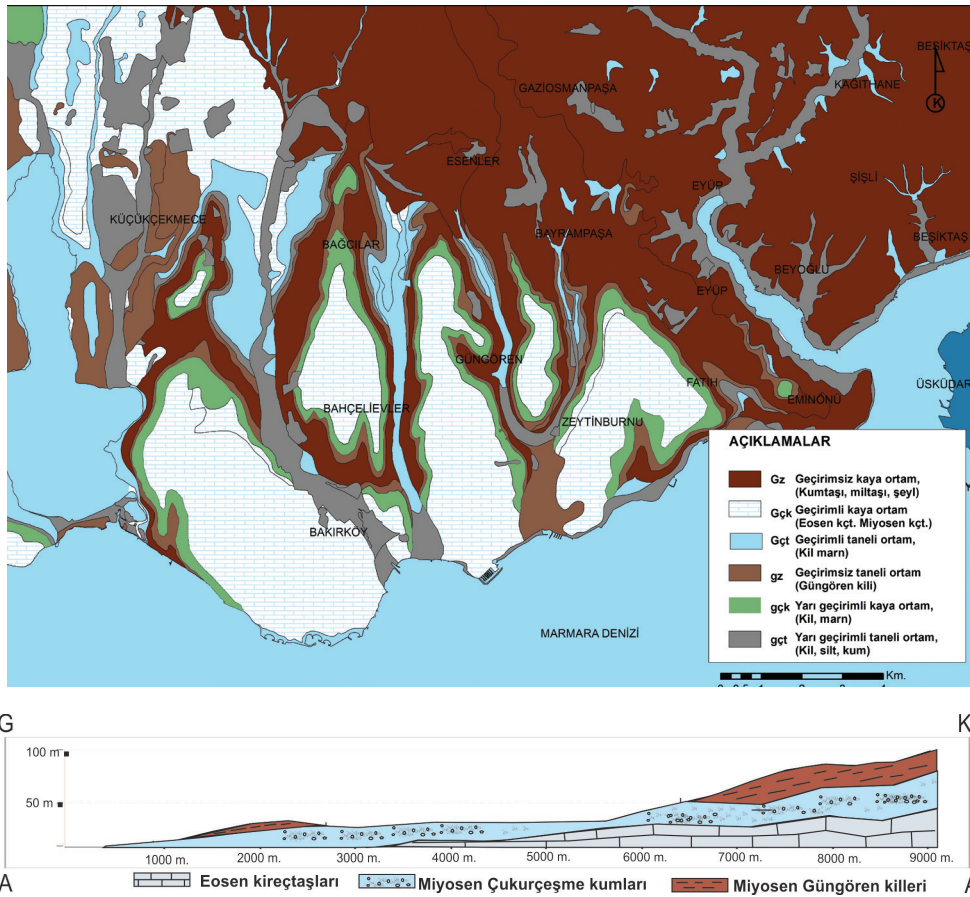 BEŞİKTAŞ
KAĞITHANE
GAZİOSMANPAŞA
K
ESENLER
ŞİŞLİ
EYÜP
KÜÇÜKÇEKMECE
BAYRAMPAŞA
BEŞİKTAŞ
BAĞCILAR
BEYOĞLU
EYÜP
GÜNGÖREN
FATİH
ÜSKÜDAR
EMİNÖNÜ
BAHÇELİEVLER
ZEYTİNBURNU
BAKIRKÖY
MARMARA DENİZİ
AÇIKLAMALAR
Gz Geçirimsiz kaya ortam,
(Kumtaşı, miltaşı, şeyl)
Gçk Geçirimli kaya ortam
(Eosen kçt. Miyosen kçt.)
Gçt Geçirimli taneli ortam,
(Kil marn)
gz Geçirimsiz taneli ortam
(Güngören kili)
gçk Yarı geçirimli kaya ortam,
(Kil, marn)
gçt Yarı geçirimli taneli ortam,
(Kil, silt, kum)
Km.
G K
100 m
50 m
1000 m. 2000 m. 3000 m. 4000 m. 5000 m. 6000 m. 7000 m. 8000 m. 9000 m.
A Eosen kireçtaşları Miyosen Çukurçeşme kumları Miyosen Güngören killeri